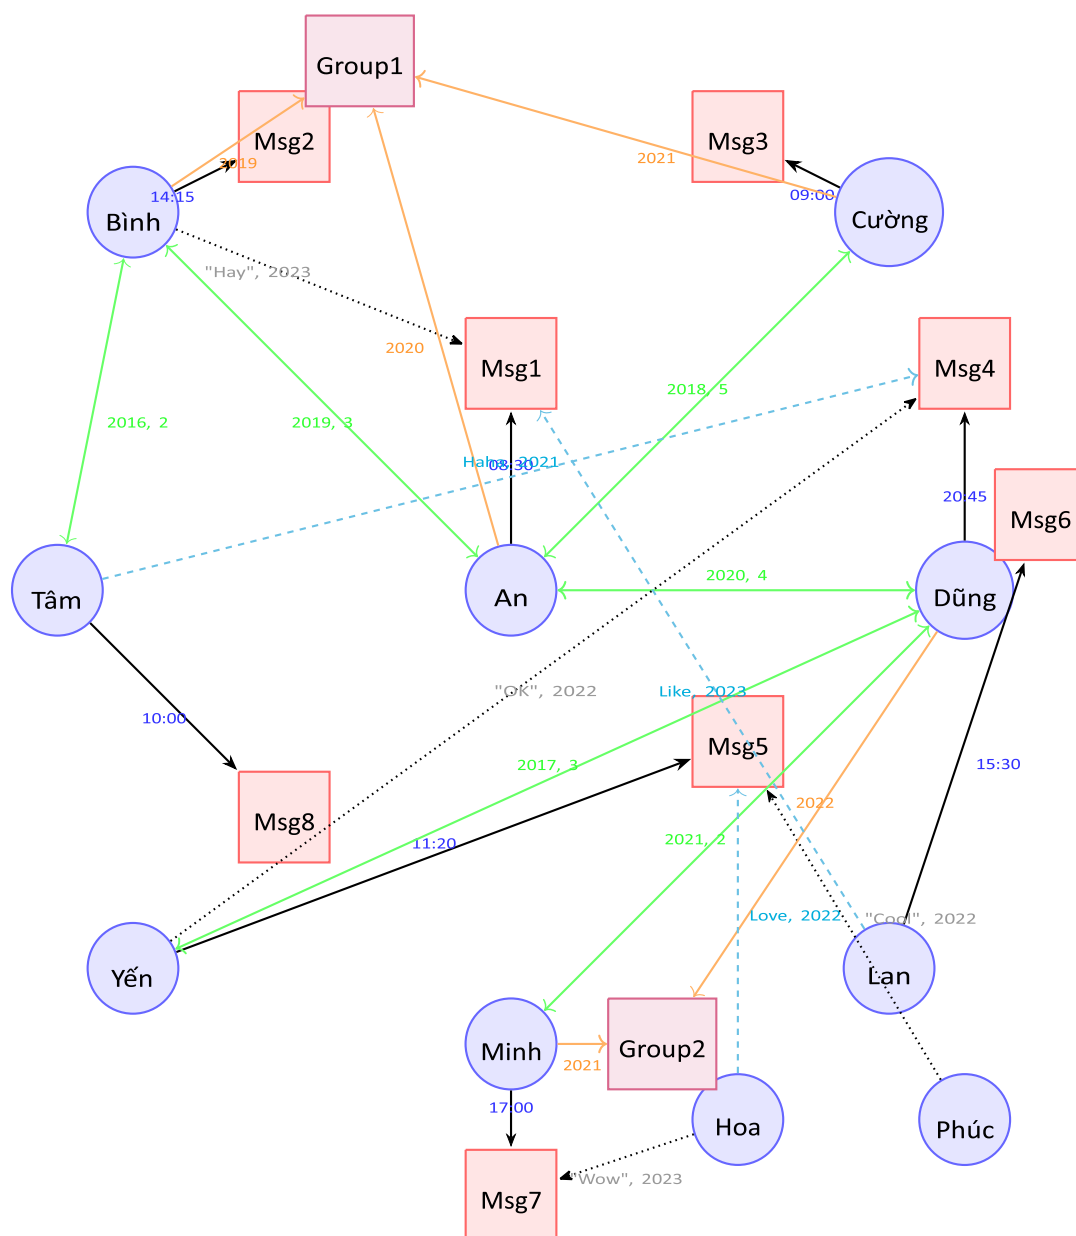 Group1
Msg2
Msg3
2019
2021
14:15
09:00
Bình
Cường
"Hay", 2023
2020
Msg1
Msg4
2018, 5
2016, 2
2019, 3
Haha, 2021
08:30
20:45
Msg6
2020, 4
Tâm
An
Dũng
"OK", 2022
Like, 2023
10:00
Msg5
2017, 3
15:30
2022
Msg8
11:20
2021, 2
Love, 2022
"Cool", 2022
Yến
Lan
Minh
Group2
2021
17:00
Hoa
Phúc
"Wow", 2023
Msg7